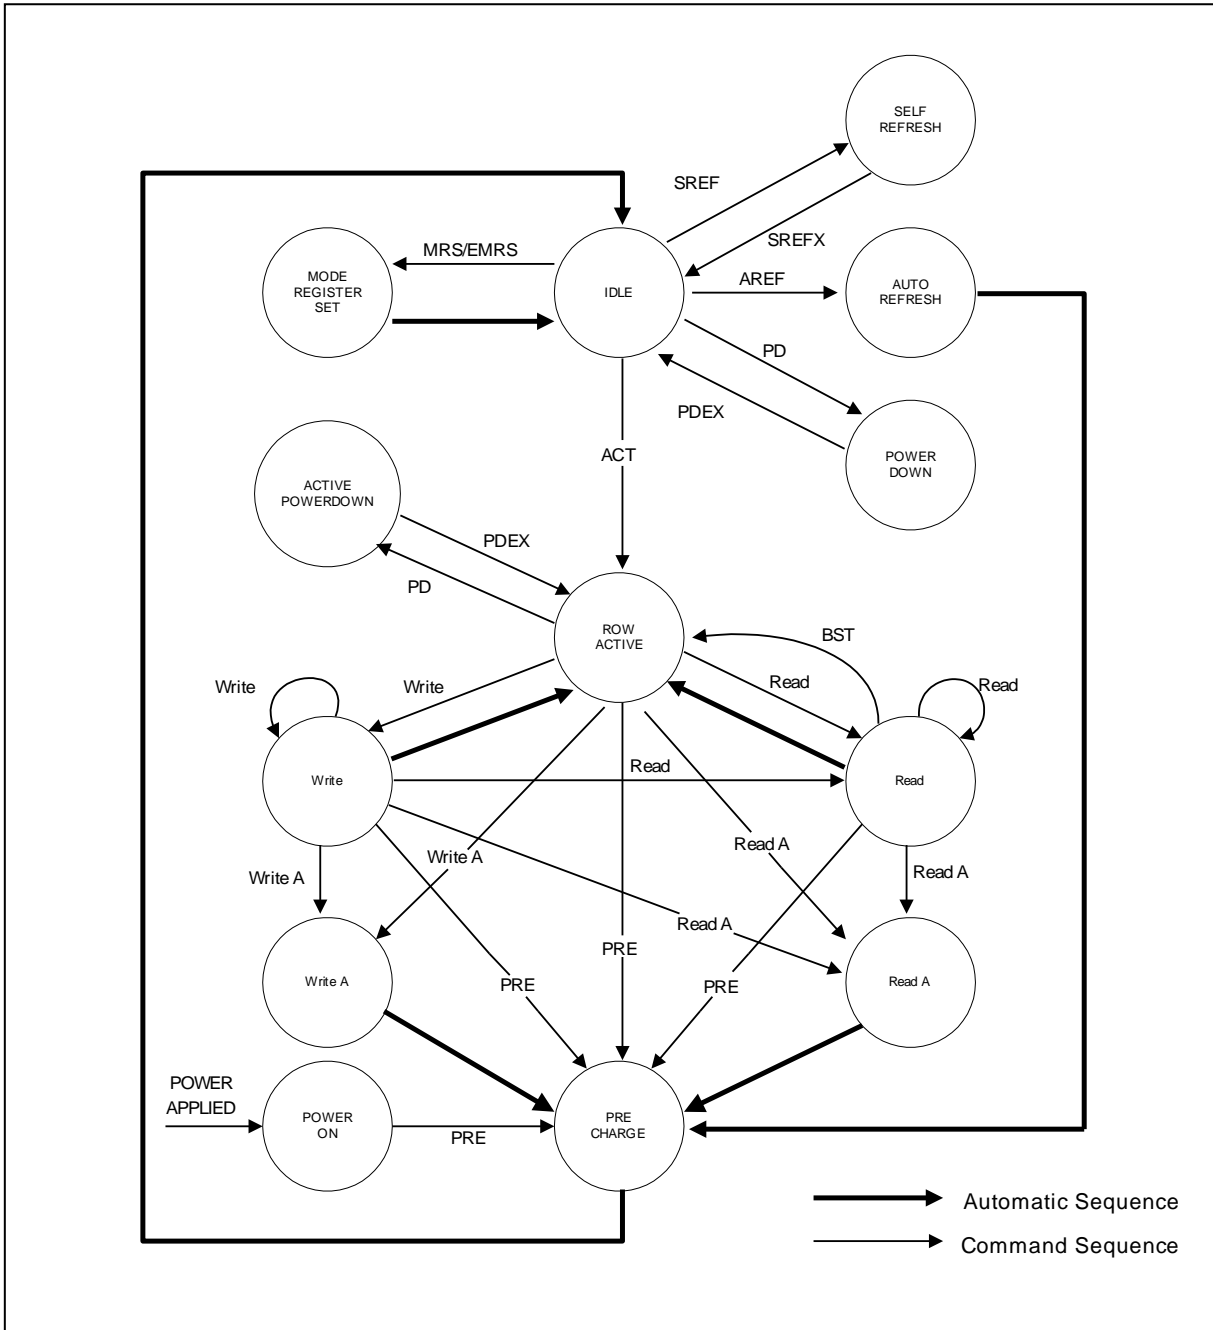 SELF
REFRESH
SREF
SREFX
MRS/EMRS
MODE
REGISTER
SET
IDLE
AREF
AUTO
REFRESH
PD
PDEX
POWER
DOWN
ACT
ACTIVE
POWERDOWN
PDEX
PD
ROW
ACTIVE
BST
Write
Write
Read
Read
Write
Read
Read
Write A
Write A
Read A
Read A
Read A
PRE
PRE
PRE
Write A
Read A
POWER
APPLIED
POWER
ON
PRE
PRE
CHARGE
Automatic Sequence
Command Sequence